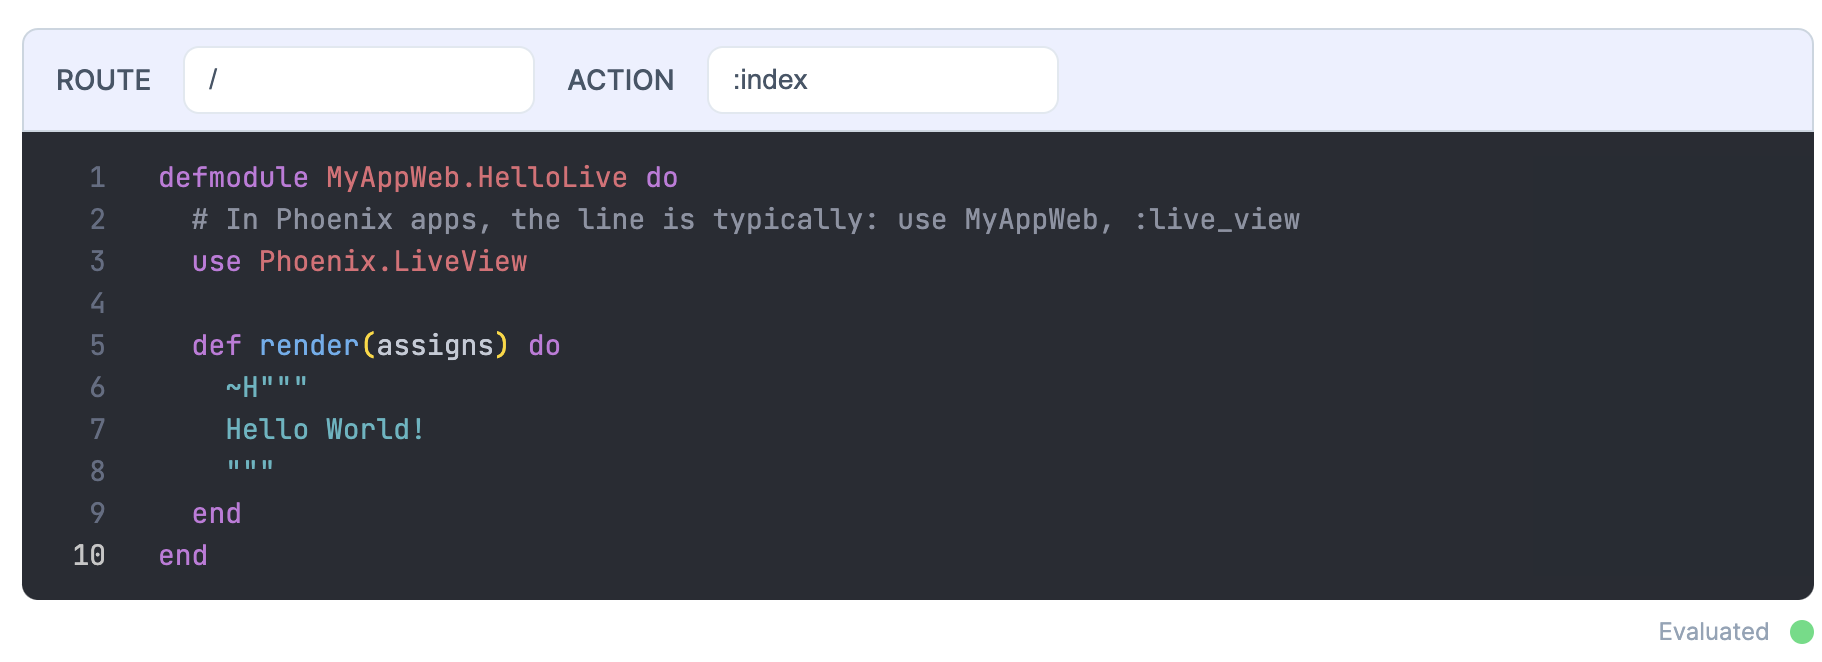 ROUTE / ACTION :index
1 defmodule MyAppWeb.HelloLive do
2   # In Phoenix apps, the line is typically: use MyAppWeb, :live_view
3   use Phoenix.LiveView
4
5   def render(assigns) do
6     ~H"""
7     Hello World!
8     """
9   end
10 end
Evaluated